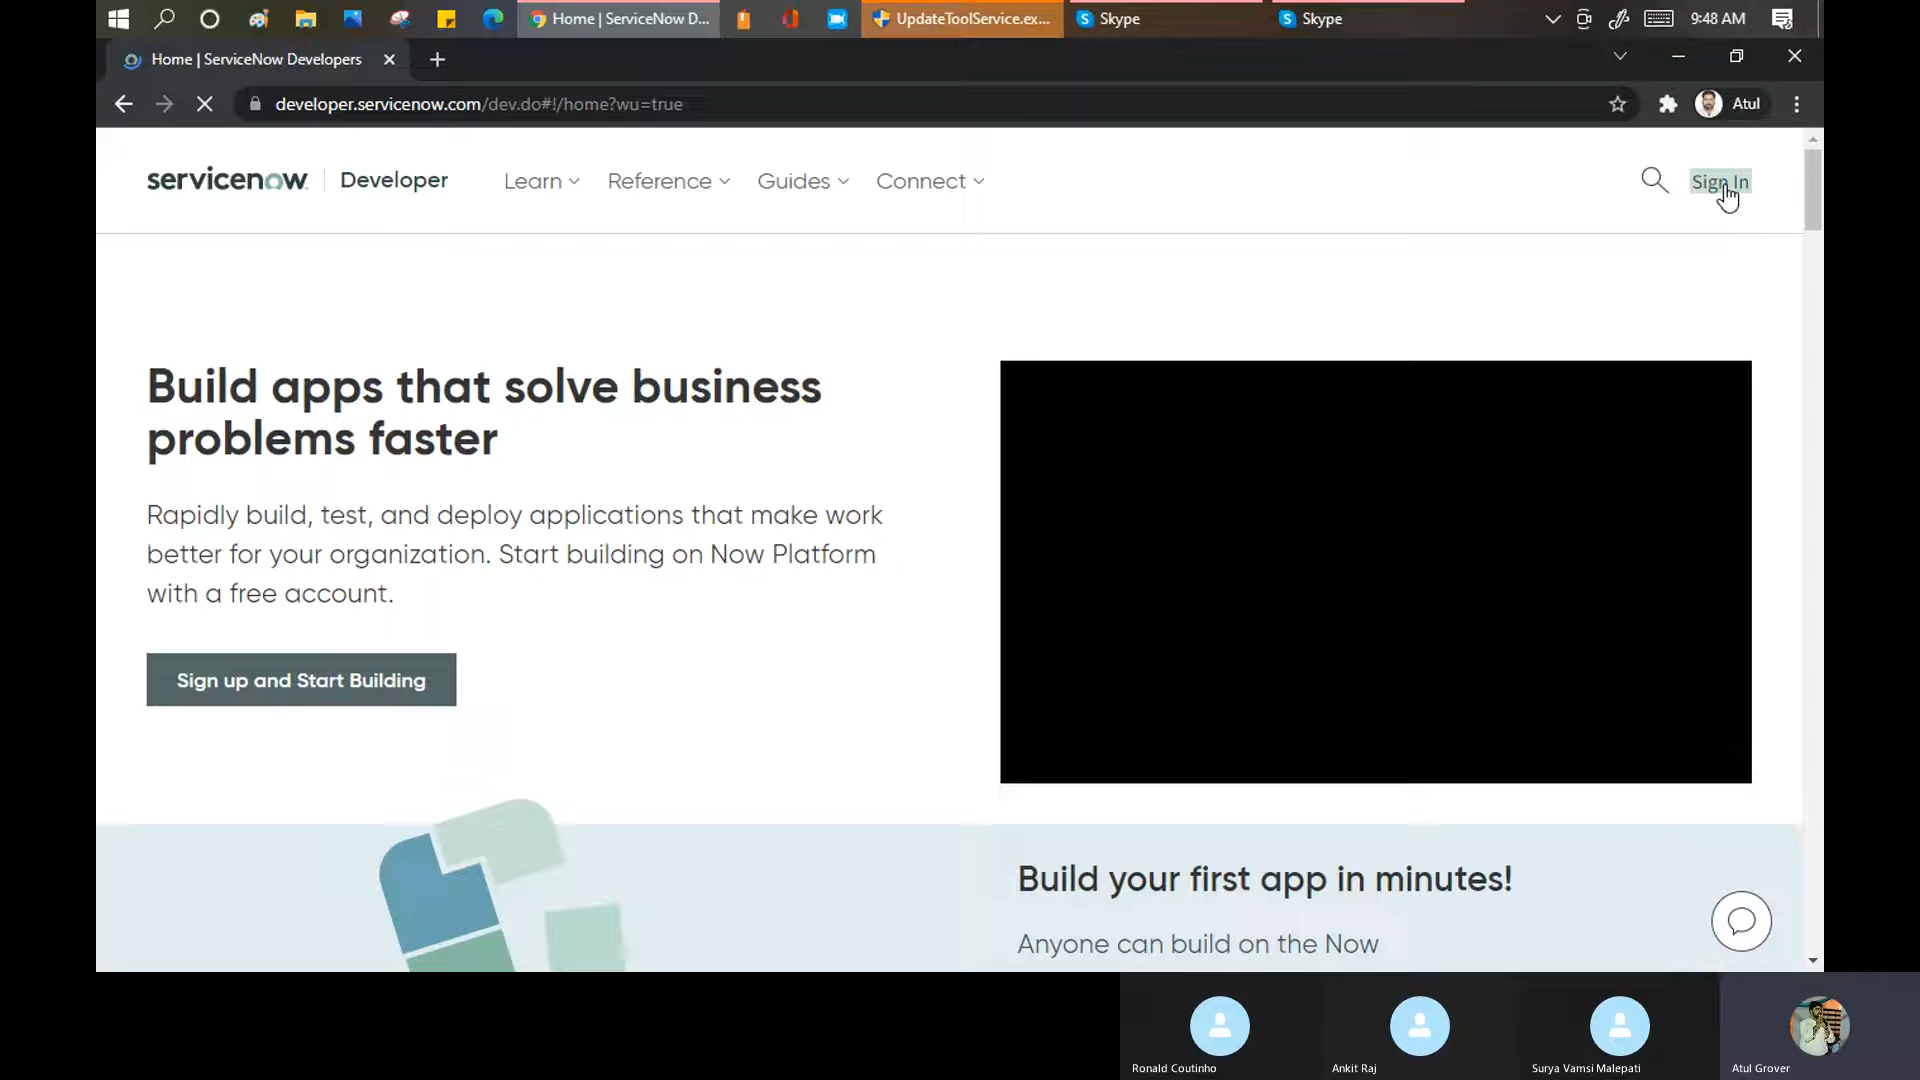 Home | ServiceNow D...
UpdateToolService.ex...
Skype
Skype
9:48 AM
Home | ServiceNow Developers
developer.servicenow.com/dev.do#!/home?wu=true
Atul
servicenow
Developer
Learn
Reference
Guides
Connect
Sign In
Build apps that solve business
problems faster
Rapidly build, test, and deploy applications that make work
better for your organization. Start building on Now Platform
with a free account.
Sign up and Start Building
Build your first app in minutes!
Anyone can build on the Now
Ronald Coutinho
Ankit Raj
Surya Vamsi Malepati
Atul Grover